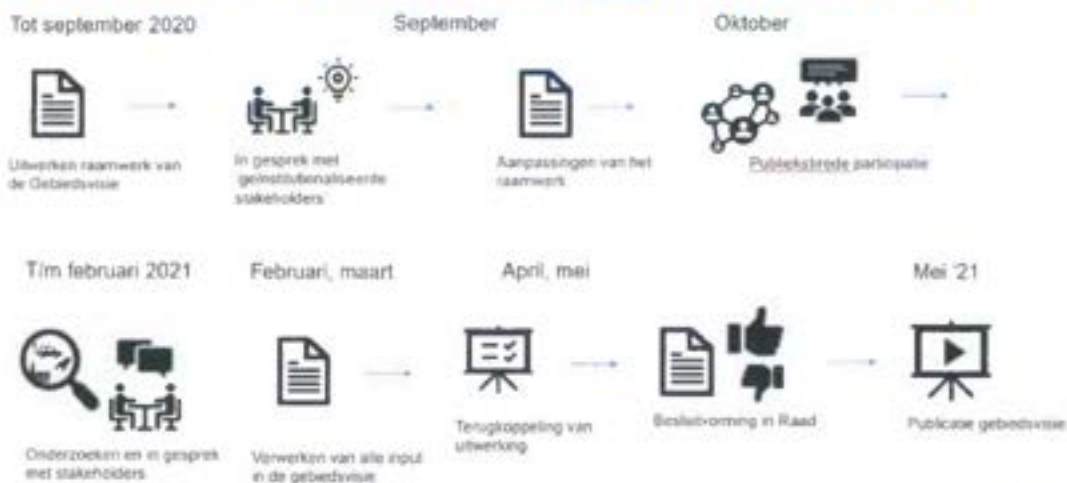 Tot september 2020
September
Oktober
Uitwerken raamwerk van
de Gebiedsvisie
In gesprek met
'geïnstitutionaliseerde
stakeholders'
Aanpassingen van het
raamwerk
Publieksbrede participatie
T/m februari 2021
Februari, maart
April, mei
Mei '21
Onderzoeken en in gesprek
met stakeholders
Verwerken van alle input
in de gebiedsvisie
Terugkoppeling van
uitwerking
Besluitvorming in Raad
Publicatie gebiedsvisie